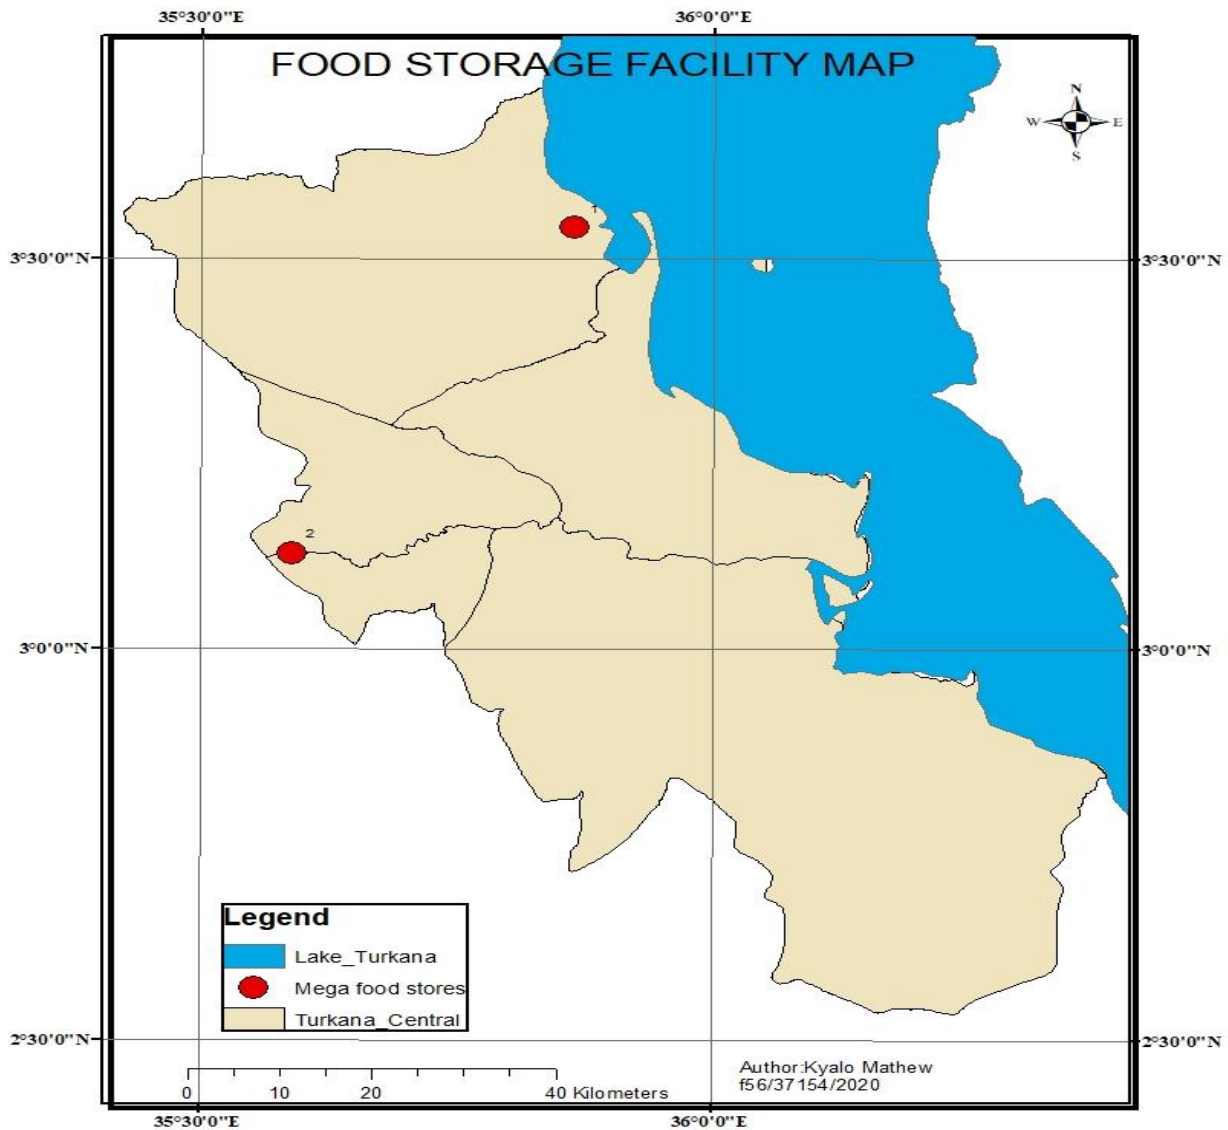 35°30'0"E 36°0'0"E
FOOD STORAGE FACILITY MAP
N
W E
S
1
3°30'0"N 3°30'0"N
2
3°0'0"N 3°0'0"N
Legend
Lake_Turkana
Mega food stores
Turkana_Central
2°30'0"N 2°30'0"N
Author:Kyalo Mathew
f56/37154/2020
0 10 20 40 Kilometers
35°30'0"E 36°0'0"E